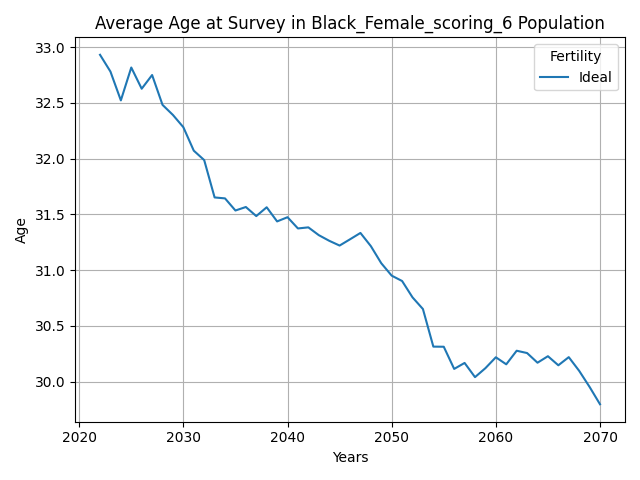 Average Age at Survey in Black_Female_scoring_6 Population
33.0
32.5
32.0
31.5
31.0
30.5
30.0
Age
Fertility
Ideal
2020 2030 2040 2050 2060 2070
Years